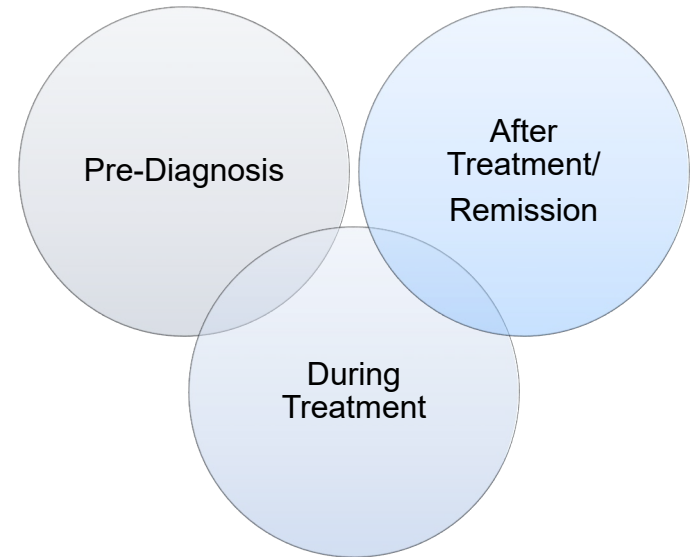 Pre-Diagnosis
After
Treatment/
Remission
During
Treatment